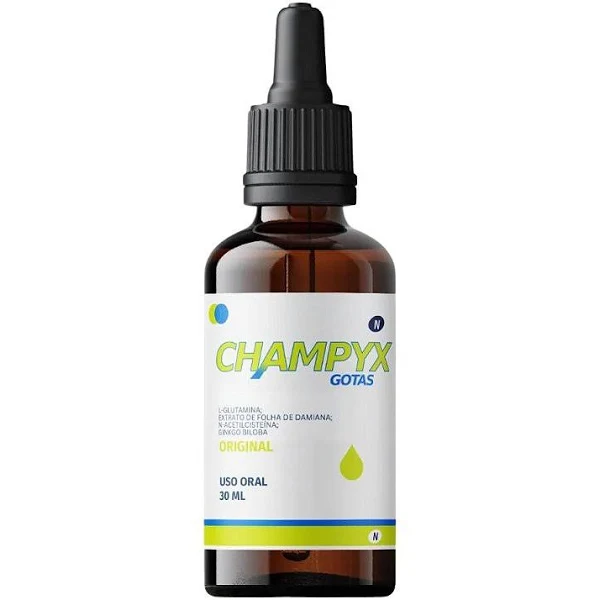 N
CHAMPYX
GOTAS
L-GLUTAMINA;
EXTRATO DE FOLHA DE DAMIANA;
N-ACETILCISTEÍNA;
GINKGO BILOBA
ORIGINAL
USO ORAL
30 ML
N